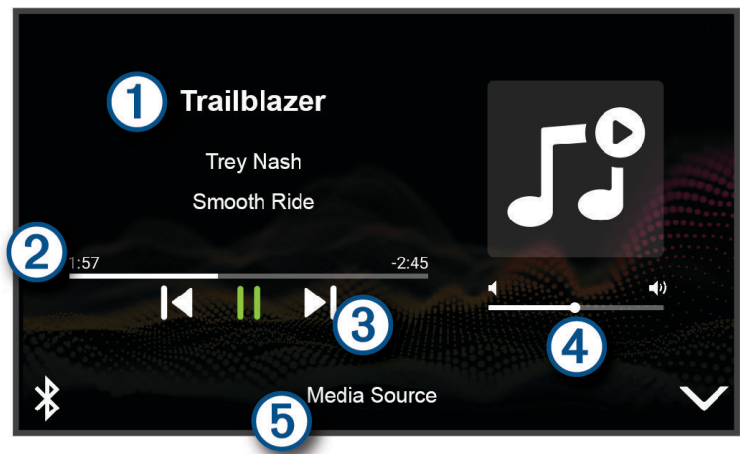 1
Trailblazer
Trey Nash
Smooth Ride
2
1:57
-2:45
3
4
Media Source
5